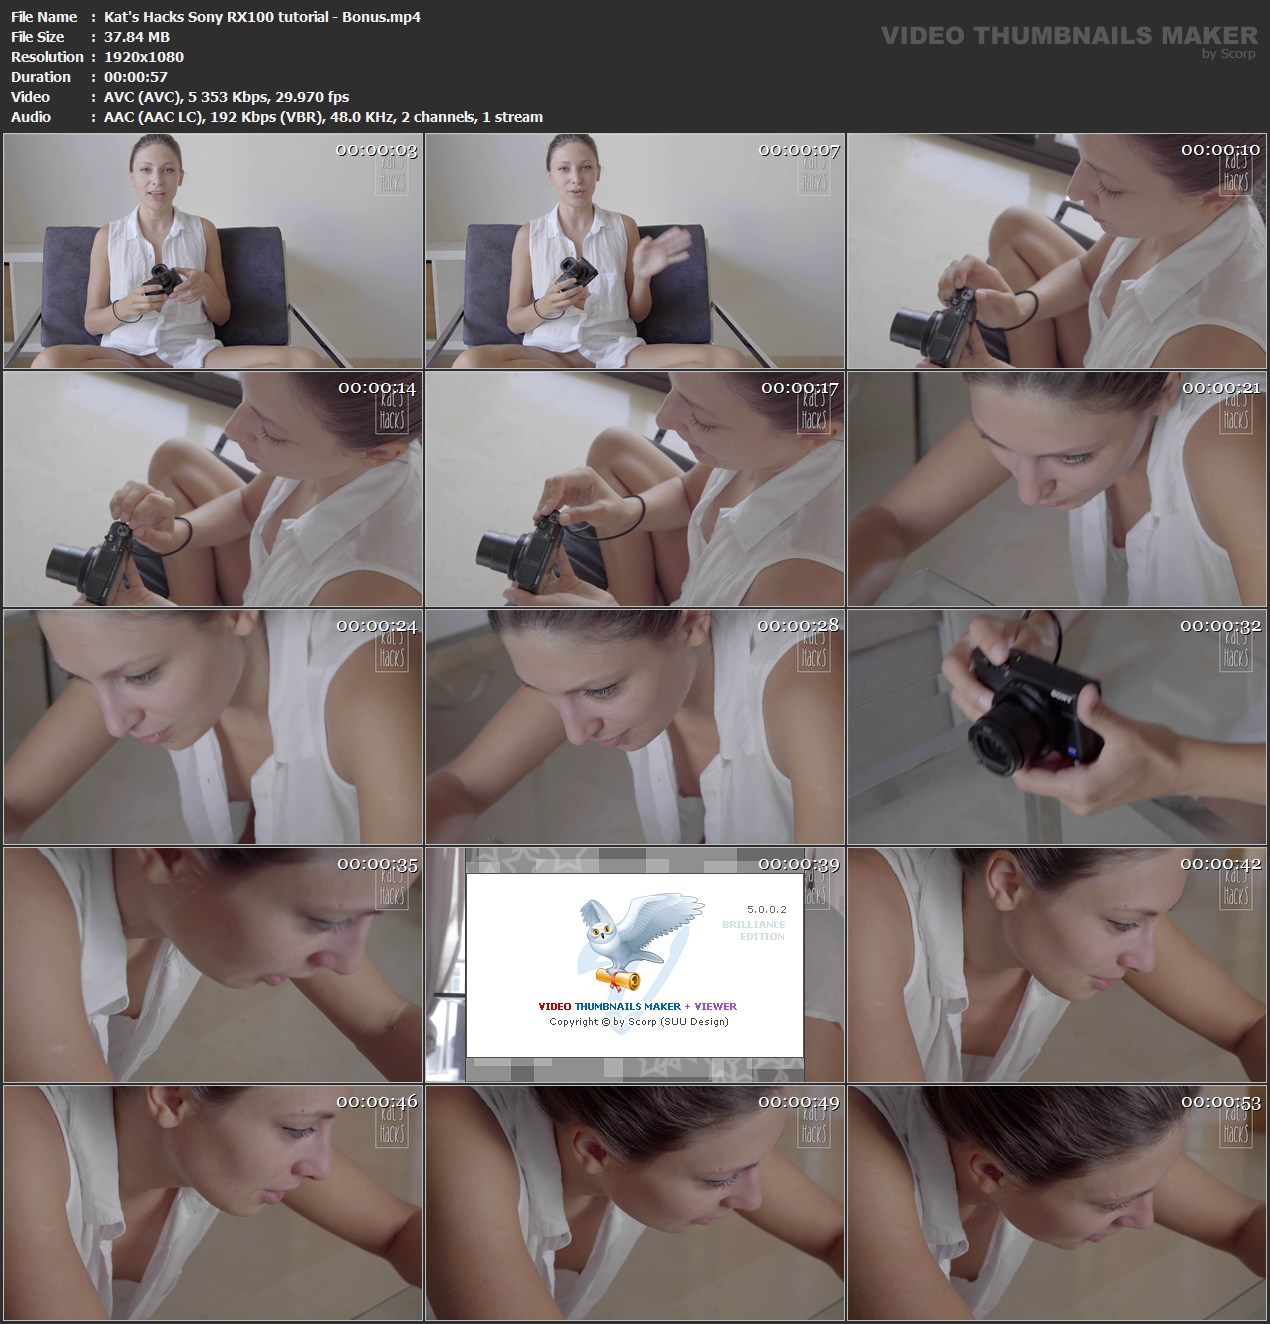 File Name : Kat's Hacks Sony RX100 tutorial - Bonus.mp4
File Size : 37.84 MB
Resolution : 1920x1080
Duration : 00:00:57
Video : AVC (AVC), 5 353 Kbps, 29.970 fps
Audio : AAC (AAC LC), 192 Kbps (VBR), 48.0 KHz, 2 channels, 1 stream
VIDEO THUMBNAILS MAKER
by Scorp
00:00:03
Kat's
Hacks
00:00:07
Kat's
Hacks
00:00:10
Kat's
Hacks
00:00:14
Kat's
Hacks
00:00:17
Kat's
Hacks
00:00:21
Kat's
Hacks
00:00:24
Kat's
Hacks
00:00:28
Kat's
Hacks
00:00:32
Kat's
Hacks
SONY
00:00:35
Kat's
Hacks
00:00:39
Kat's
Hacks
5.0.0.2
BRILLIANCE
EDITION
VIDEO THUMBNAILS MAKER + VIEWER
Copyright © by Scorp (SUU Design)
00:00:42
Kat's
Hacks
00:00:46
Kat's
Hacks
00:00:49
Kat's
Hacks
00:00:53
Kat's
Hacks